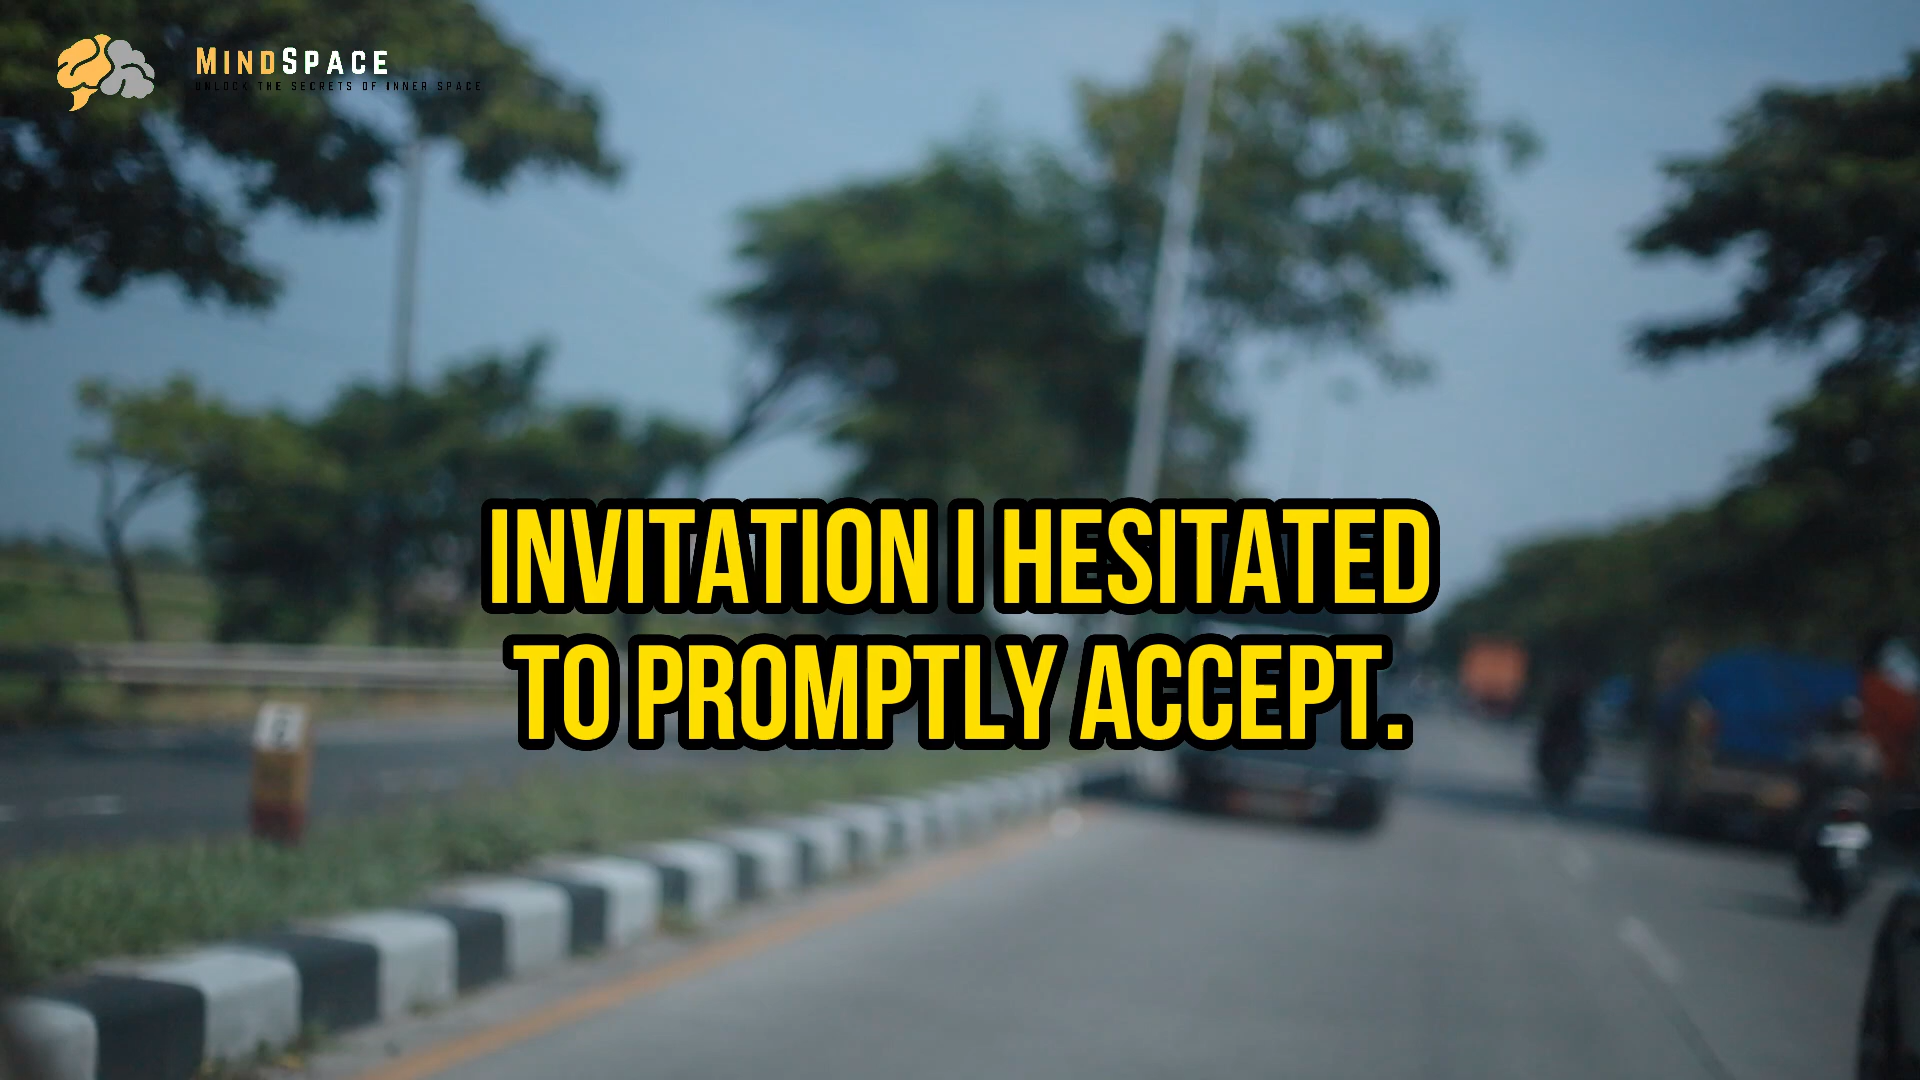 MINDSPACE
UNLOCK THE SECRETS OF INNER SPACE
INVITATION I HESITATED
TO PROMPTLY ACCEPT.